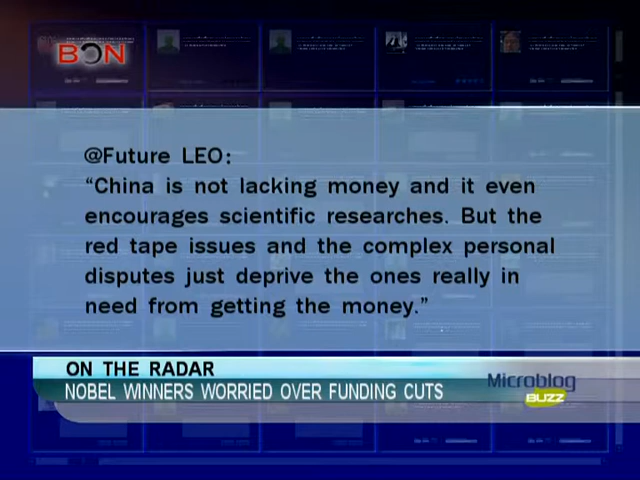 BON
@Future LEO:
“China is not lacking money and it even
encourages scientific researches. But the
red tape issues and the complex personal
disputes just deprive the ones really in
need from getting the money.”
ON THE RADAR
NOBEL WINNERS WORRIED OVER FUNDING CUTS
Microblog
BUZZ